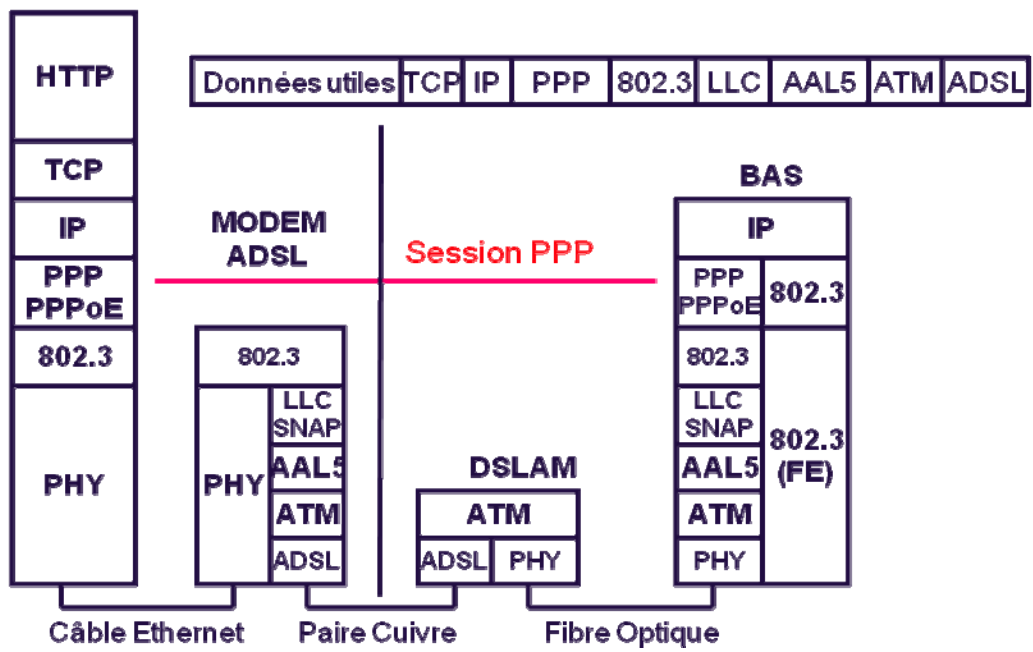 HTTP
TCP
IP
PPP
PPPoE
802.3
PHY
Données utiles TCP IP PPP 802.3 LLC AAL5 ATM ADSL
MODEM
ADSL
802.3
PHY
LLC
SNAP
AAL5
ATM
ADSL
Session PPP
DSLAM
ATM
ADSL PHY
BAS
IP
PPP
PPPoE
802.3
802.3
LLC
SNAP
AAL5
ATM
PHY
802.3
(FE)
Câble Ethernet
Paire Cuivre
Fibre Optique